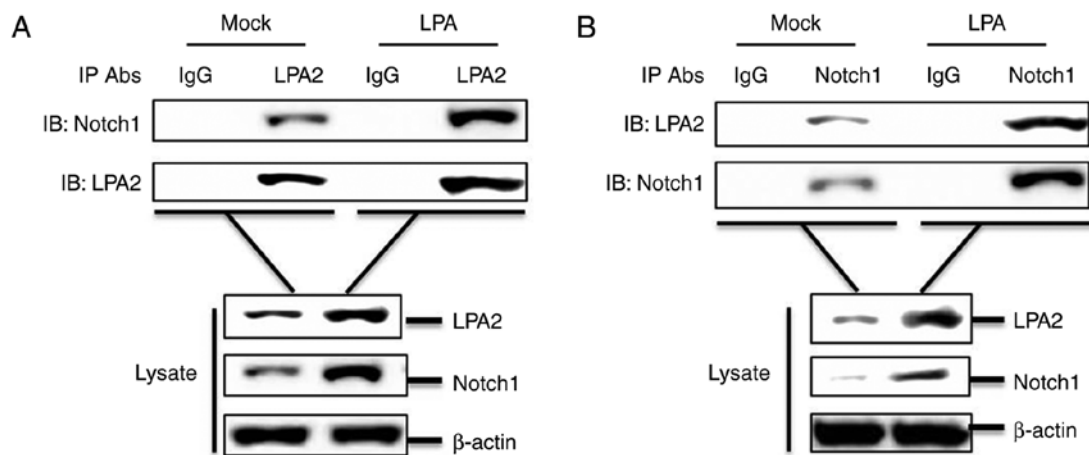 A
Mock LPA
IP Abs IgG LPA2 IgG LPA2
IB: Notch1
IB: LPA2
LPA2
Lysate
Notch1
β-actin
B
Mock LPA
IP Abs IgG Notch1 IgG Notch1
IB: LPA2
IB: Notch1
LPA2
Lysate
Notch1
β-actin